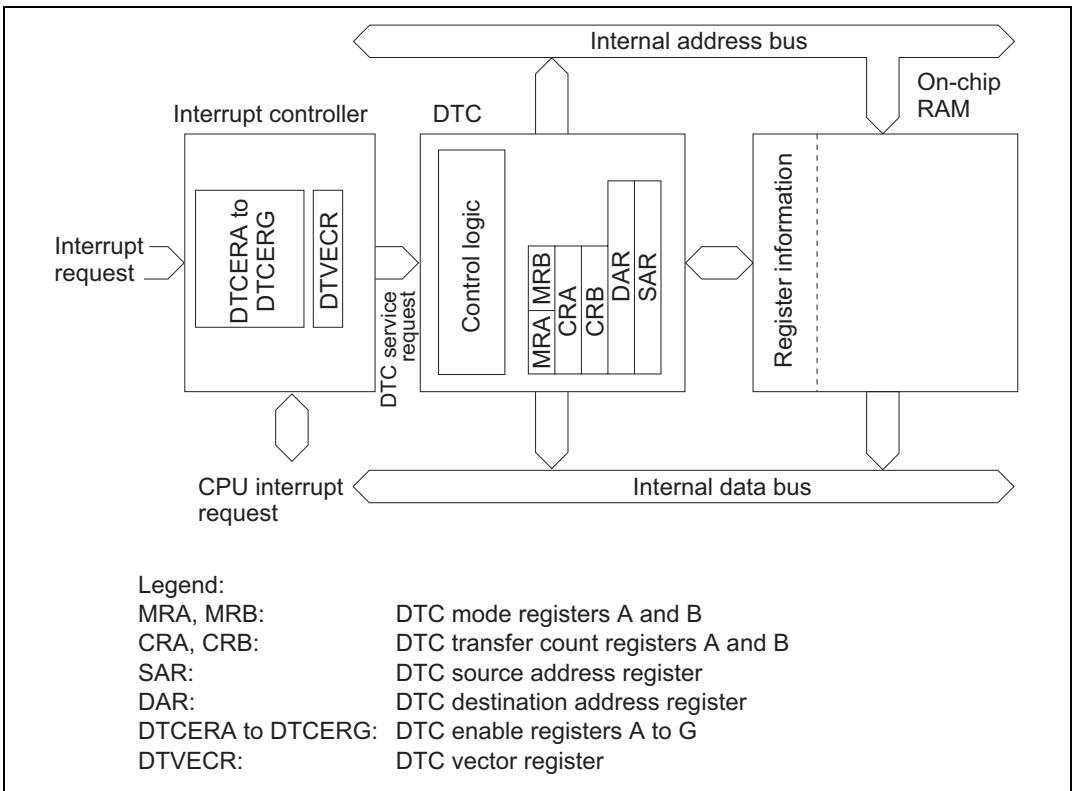 Internal address bus
On-chip
RAM
Interrupt controller
DTC
Interrupt
request
DTCERA to
DTCERG
DTVECR
DTC service
request
Control logic
MRA MRB
CRA
CRB
DAR
SAR
Register information
CPU interrupt
request
Internal data bus
Legend:
MRA, MRB: DTC mode registers A and B
CRA, CRB: DTC transfer count registers A and B
SAR: DTC source address register
DAR: DTC destination address register
DTCERA to DTCERG: DTC enable registers A to G
DTVECR: DTC vector register